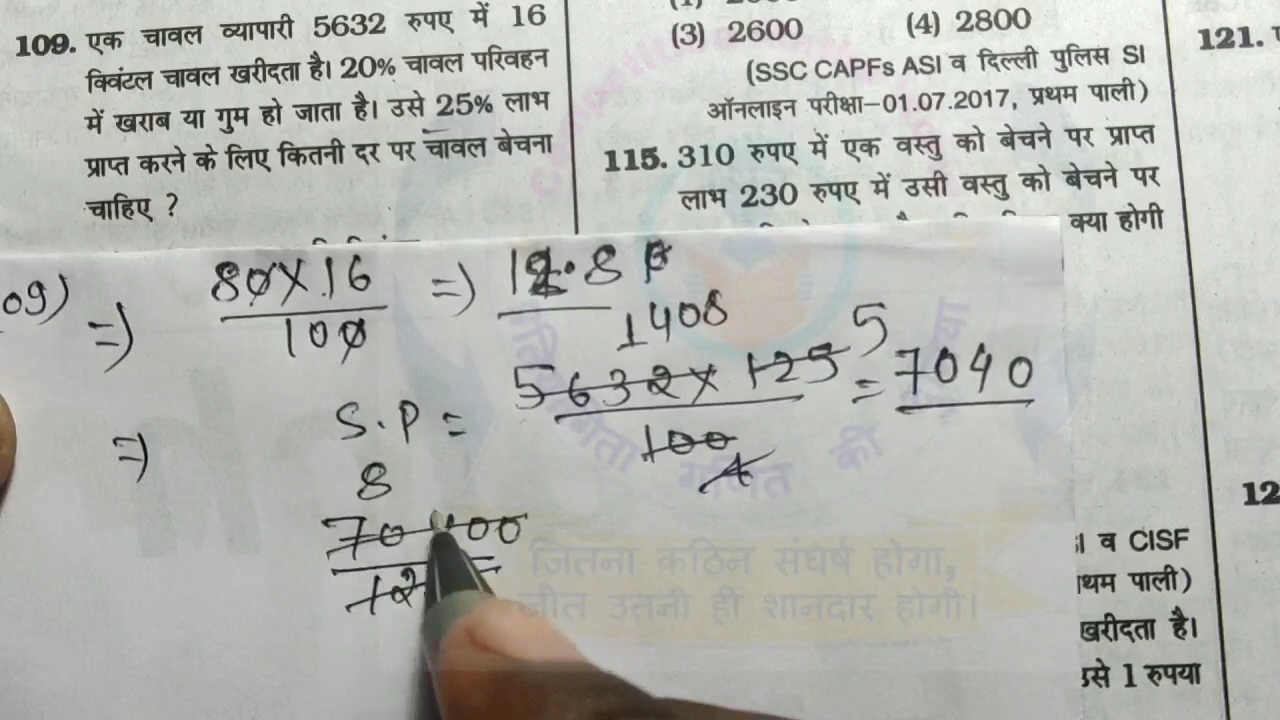 109. एक चावल व्यापारी 5632 रुपए में 16
क्विंटल चावल खरीदता है। 20% चावल परिवहन
में खराब या गुम हो जाता है। उसे 25% लाभ
प्राप्त करने के लिए कितनी दर पर चावल बेचना
चाहिए ?
(3) 2600 (4) 2800
(SSC CAPFs ASI व दिल्ली पुलिस SI
ऑनलाइन परीक्षा–01.07.2017, प्रथम पाली)
115. 310 रुपए में एक वस्तु को बेचने पर प्राप्त
लाभ 230 रुपए में उसी वस्तु को बेचने पर
क्या होगी
121.
09) => 80×16 => 12.8
100
1408
=> S.P = 5632×125 5 = 7040
100 4
8
जितना कठिन संघर्ष होगा,
जीत उतनी ही शानदार होगी।
व CISF
थम पाली)
खरीदता है।
उसे 1 रुपया
12